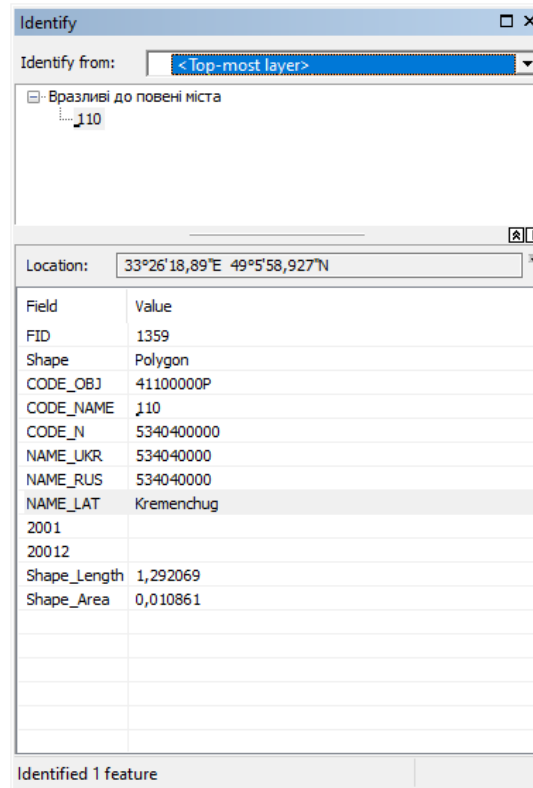 Identify
Identify from: <Top-most layer>
Вразливі до повені міста
110
Location: 33°26'18,89"E 49°5'58,927"N
Field Value
FID 1359
Shape Polygon
CODE_OBJ 41100000P
CODE_NAME 110
CODE_N 5340400000
NAME_UKR 534040000
NAME_RUS 534040000
NAME_LAT Kremenchug
2001
20012
Shape_Length 1,292069
Shape_Area 0,010861
Identified 1 feature